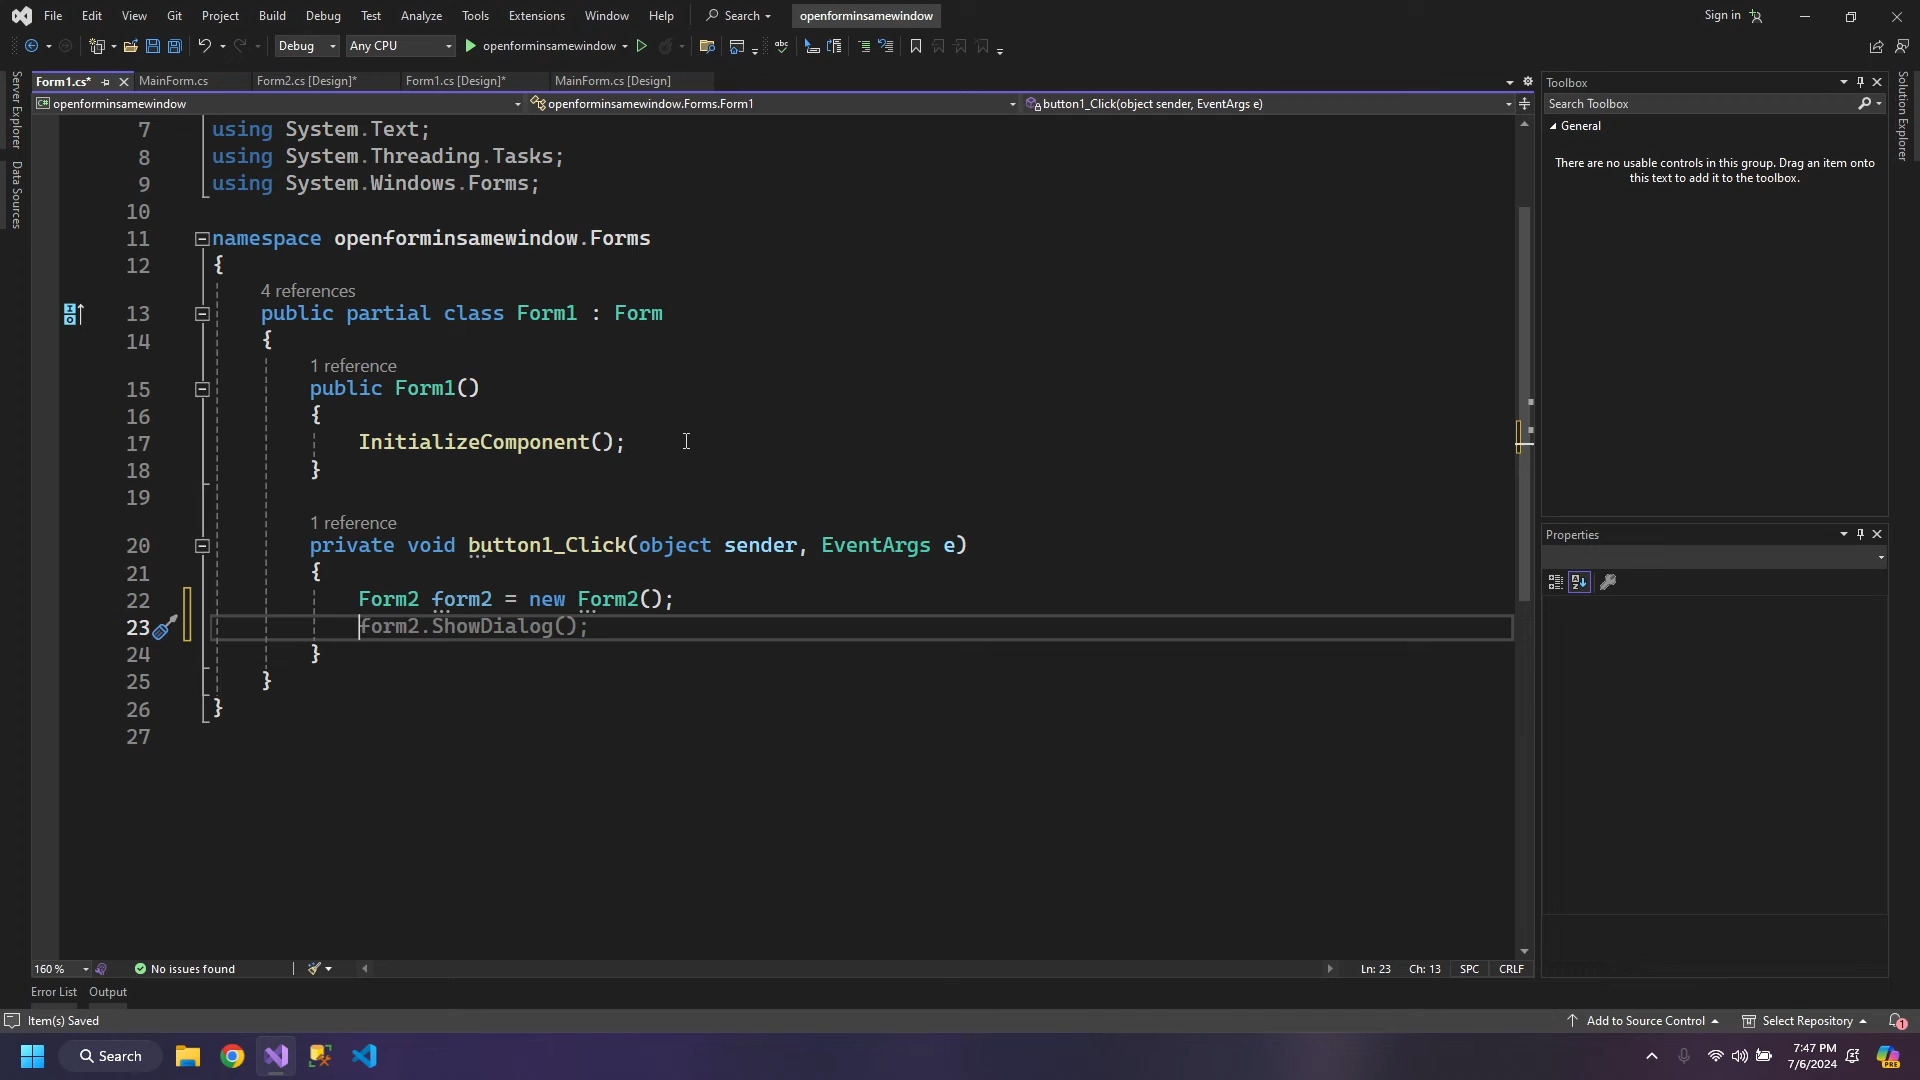 File Edit View Git Project Build Debug Test Analyze Tools Extensions Window Help Search openforminsamewindow Sign in
Debug Any CPU openforminsamewindow
Form1.cs* MainForm.cs Form2.cs [Design]* Form1.cs [Design]* MainForm.cs [Design]
openforminsamewindow openforminsamewindow.Forms.Form1 button1_Click(object sender, EventArgs e)
Server Explorer
Data Sources
7 using System.Text;
8 using System.Threading.Tasks;
9 using System.Windows.Forms;
10
11 namespace openforminsamewindow.Forms
12 {
4 references
13 public partial class Form1 : Form
14 {
1 reference
15 public Form1()
16 {
17 InitializeComponent();
18 }
19
1 reference
20 private void button1_Click(object sender, EventArgs e)
21 {
22 Form2 form2 = new Form2();
23 form2.ShowDialog();
24 }
25 }
26 }
27
160 % No issues found Ln: 23 Ch: 13 SPC CRLF
Toolbox
Search Toolbox
General
There are no usable controls in this group. Drag an item onto
this text to add it to the toolbox.
Properties
Solution Explorer
Error List Output
Item(s) Saved Add to Source Control Select Repository 1
Search 7:47 PM
7/6/2024
PRE